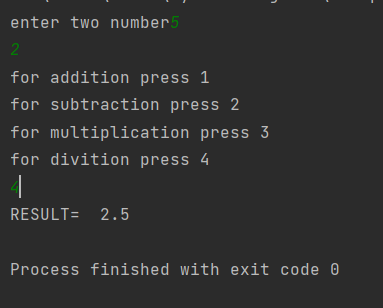 enter two number5
2
for addition press 1
for subtraction press 2
for multiplication press 3
for divition press 4
4
RESULT=  2.5
Process finished with exit code 0